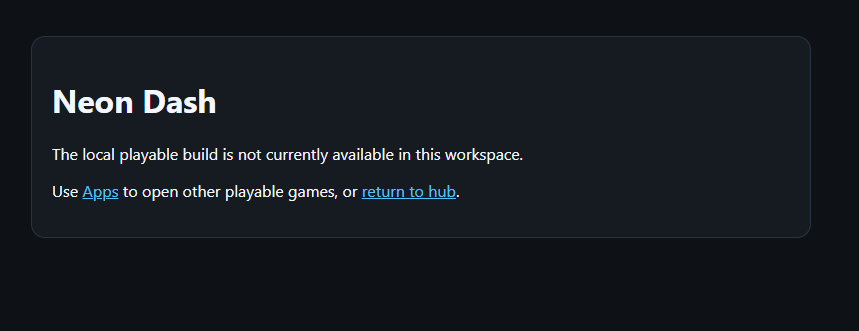 Neon Dash
The local playable build is not currently available in this workspace.
Use Apps to open other playable games, or return to hub.